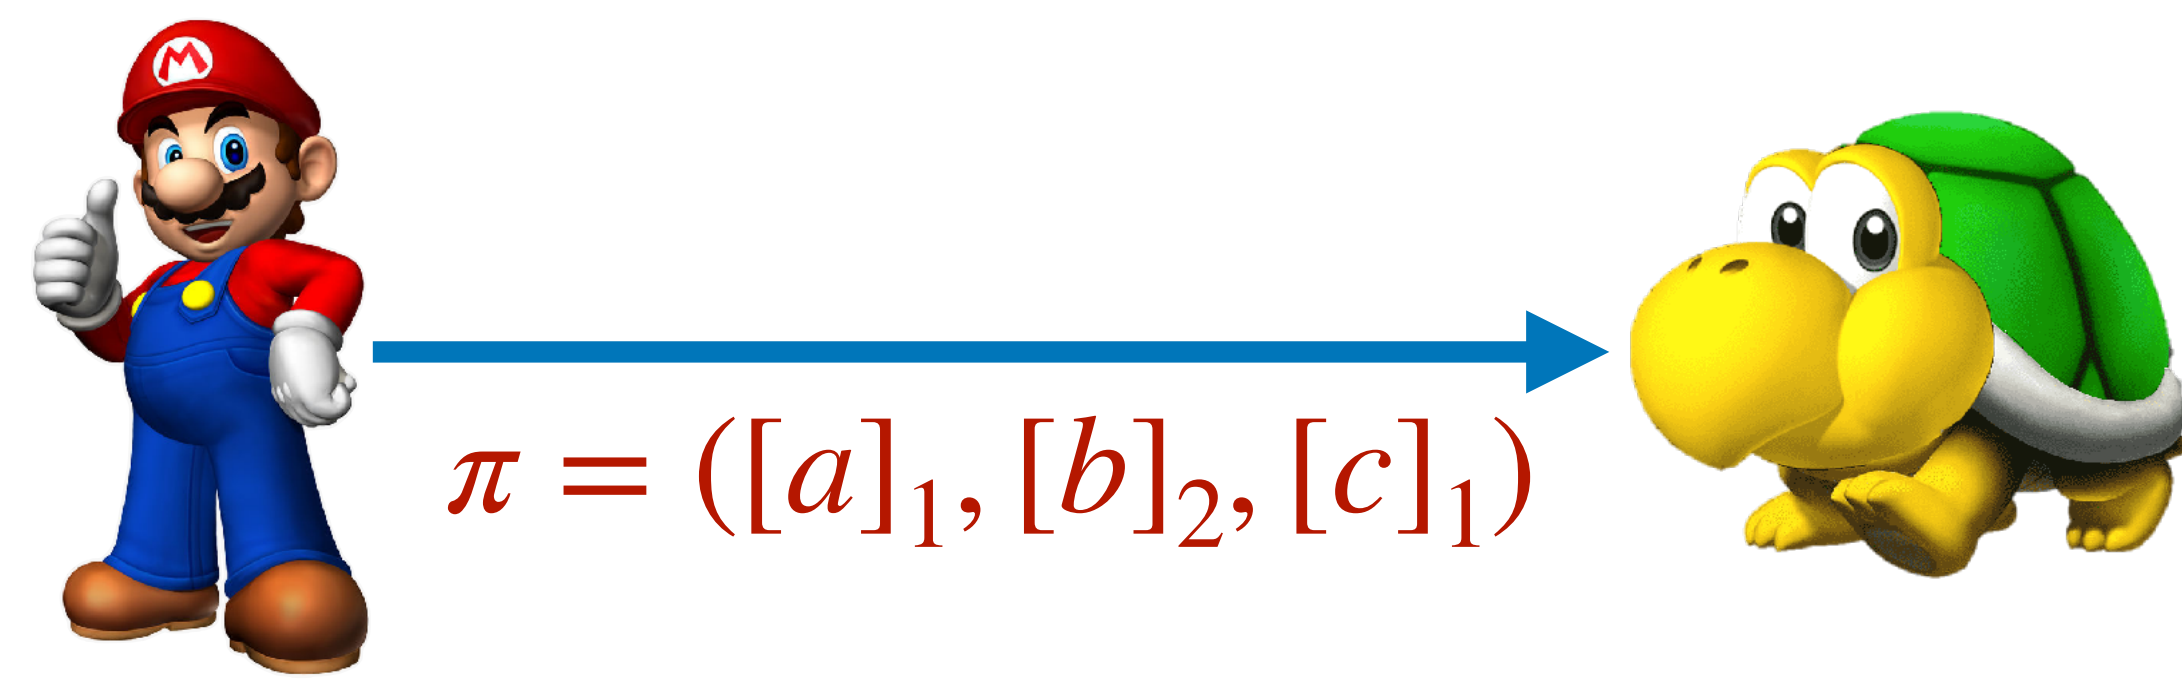 M
π = ([a]₁, [b]₂, [c]₁)